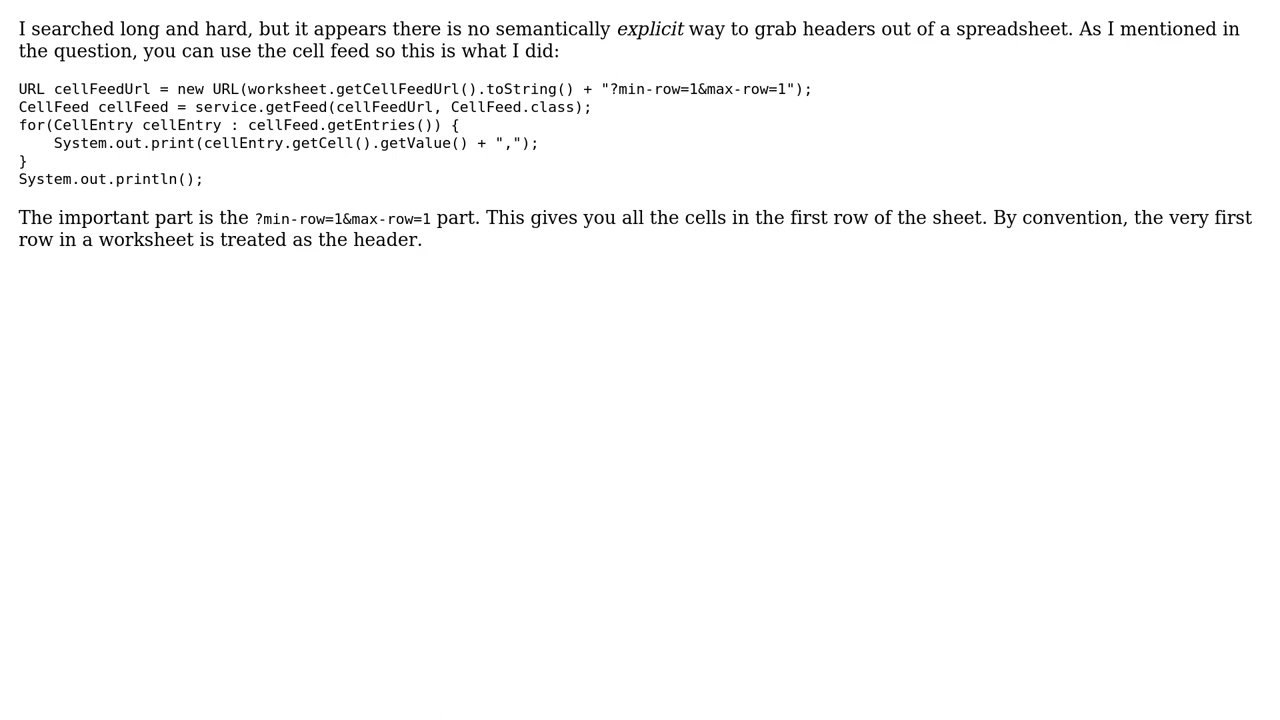 I searched long and hard, but it appears there is no semantically explicit way to grab headers out of a spreadsheet. As I mentioned in
the question, you can use the cell feed so this is what I did:
URL cellFeedUrl = new URL(worksheet.getCellFeedUrl().toString() + "?min-row=1&max-row=1");
CellFeed cellFeed = service.getFeed(cellFeedUrl, CellFeed.class);
for(CellEntry cellEntry : cellFeed.getEntries()) {
    System.out.print(cellEntry.getCell().getValue() + ",");
}
System.out.println();
The important part is the ?min-row=1&max-row=1 part. This gives you all the cells in the first row of the sheet. By convention, the very first
row in a worksheet is treated as the header.